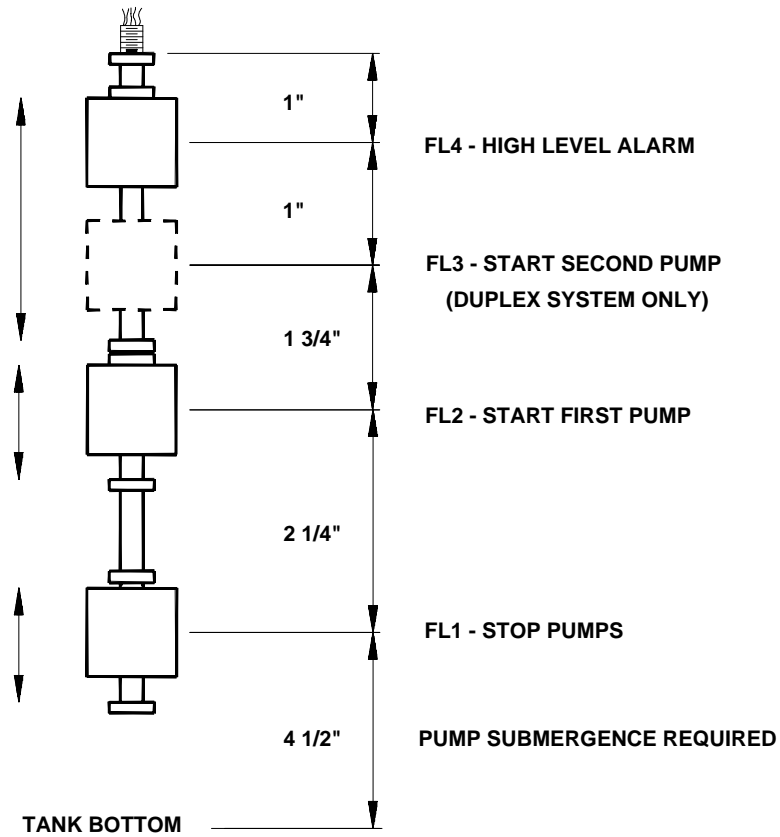 1"
FL4 - HIGH LEVEL ALARM
1"
FL3 - START SECOND PUMP
(DUPLEX SYSTEM ONLY)
1 3/4"
FL2 - START FIRST PUMP
2 1/4"
FL1 - STOP PUMPS
4 1/2"
PUMP SUBMERGENCE REQUIRED
TANK BOTTOM